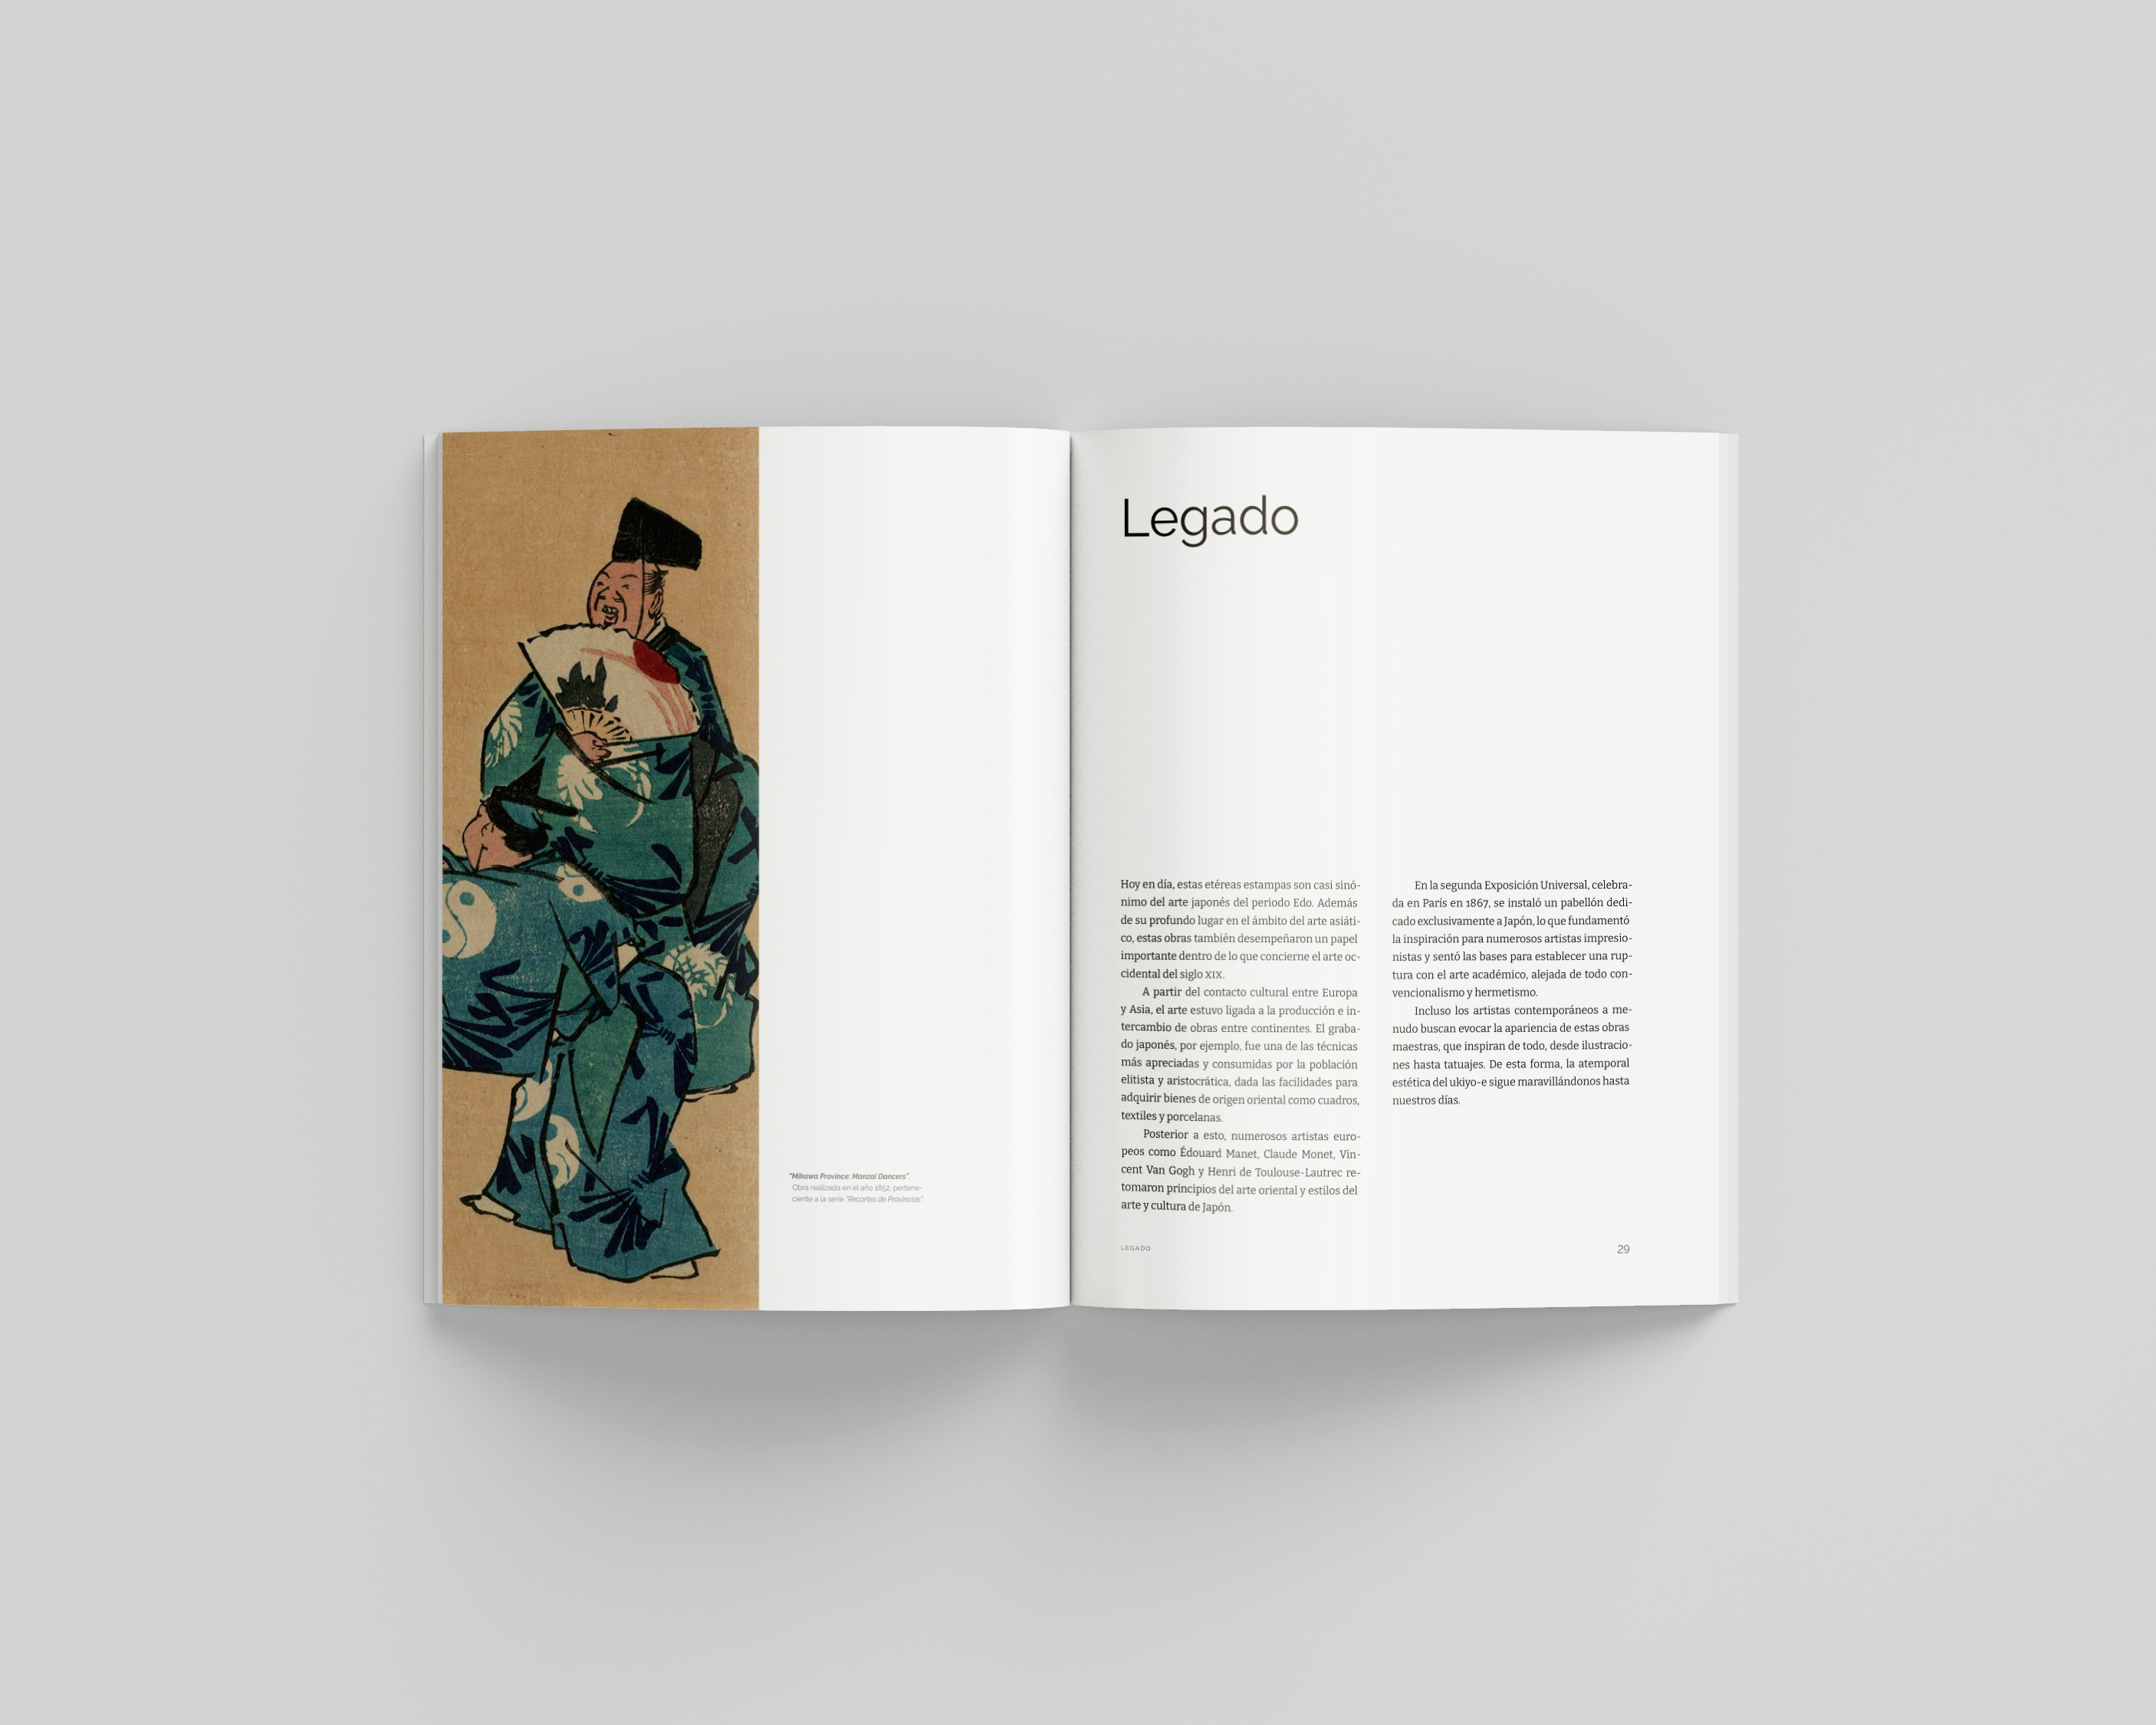 "Mikawa Province: Manzai Dancers".
Obra realizada en el año 1852, pertene-
ciente a la serie "Recortes de Provincias".
Legado
Hoy en día, estas etéreas estampas son casi sinó-
nimo del arte japonés del periodo Edo. Además
de su profundo lugar en el ámbito del arte asiáti-
co, estas obras también desempeñaron un papel
importante dentro de lo que concierne el arte oc-
cidental del siglo XIX.
A partir del contacto cultural entre Europa
y Asia, el arte estuvo ligada a la producción e in-
tercambio de obras entre continentes. El graba-
do japonés, por ejemplo, fue una de las técnicas
más apreciadas y consumidas por la población
elitista y aristocrática, dada las facilidades para
adquirir bienes de origen oriental como cuadros,
textiles y porcelanas.
Posterior a esto, numerosos artistas euro-
peos como Édouard Manet, Claude Monet, Vin-
cent Van Gogh y Henri de Toulouse-Lautrec re-
tomaron principios del arte oriental y estilos del
arte y cultura de Japón.
En la segunda Exposición Universal, celebra-
da en París en 1867, se instaló un pabellón dedi-
cado exclusivamente a Japón, lo que fundamentó
la inspiración para numerosos artistas impresio-
nistas y sentó las bases para establecer una rup-
tura con el arte académico, alejada de todo con-
vencionalismo y hermetismo.
Incluso los artistas contemporáneos a me-
nudo buscan evocar la apariencia de estas obras
maestras, que inspiran de todo, desde ilustracio-
nes hasta tatuajes. De esta forma, la atemporal
estética del ukiyo-e sigue maravillándonos hasta
nuestros días.
LEGADO
29